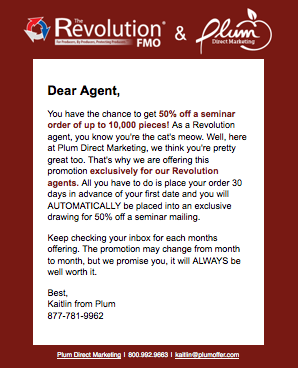 The
Revolution®
FMO
For Producers, By Producers, Protecting Producers
&
Plum
Direct Marketing
Dear Agent,
You have the chance to get 50% off a seminar
order of up to 10,000 pieces! As a Revolution
agent, you know you're the cat's meow. Well, here
at Plum Direct Marketing, we think you're pretty
great too. That's why we are offering this
promotion exclusively for our Revolution
agents. All you have to do is place your order 30
days in advance of your first date and you will
AUTOMATICALLY be placed into an exclusive
drawing for 50% off a seminar mailing.
Keep checking your inbox for each months
offering. The promotion may change from month
to month, but we promise you, it will ALWAYS be
well worth it.
Best,
Kaitlin from Plum
877-781-9962
Plum Direct Marketing | 800.992.9663 | kaitlin@plumoffer.com